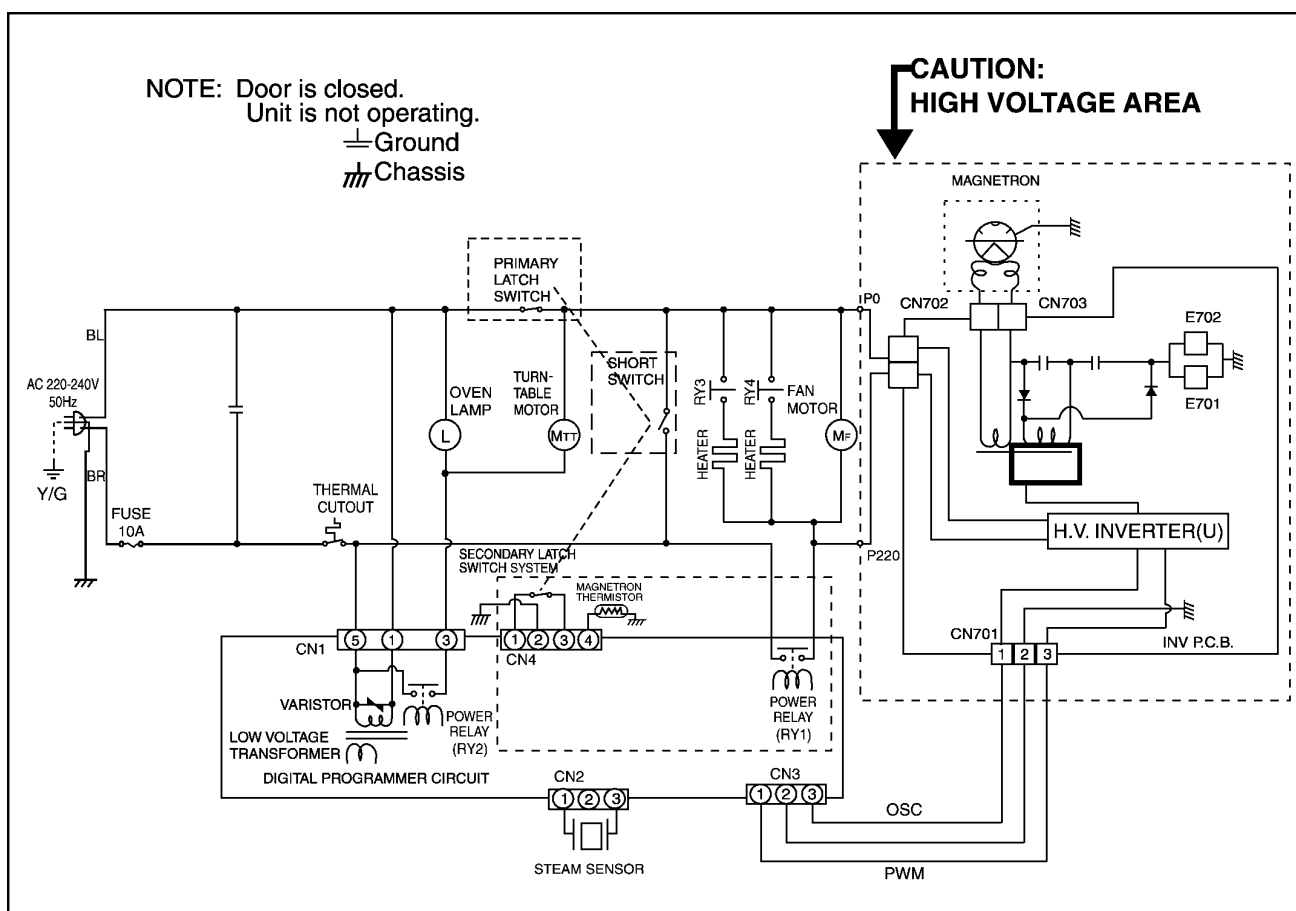 NOTE: Door is closed.
Unit is not operating.
Ground
Chassis
CAUTION:
HIGH VOLTAGE AREA
MAGNETRON
PRIMARY
LATCH
SWITCH
P0
CN702
CN703
E702
E701
BL
AC 220-240V
50Hz
Y/G
BR
FUSE
10A
THERMAL
CUTOUT
OVEN
LAMP
L
TURN-
TABLE
MOTOR
MTT
SHORT
SWITCH
RY3
HEATER
RY4
HEATER
FAN
MOTOR
MF
P220
H.V. INVERTER(U)
SECONDARY LATCH
SWITCH SYSTEM
MAGNETRON
THERMISTOR
CN1
5
1
3
1
2
3
4
CN4
CN701
1
2
3
INV P.C.B.
VARISTOR
LOW VOLTAGE
TRANSFORMER
POWER
RELAY
(RY2)
POWER
RELAY
(RY1)
DIGITAL PROGRAMMER CIRCUIT
CN2
1
2
3
STEAM SENSOR
CN3
1
2
3
OSC
PWM